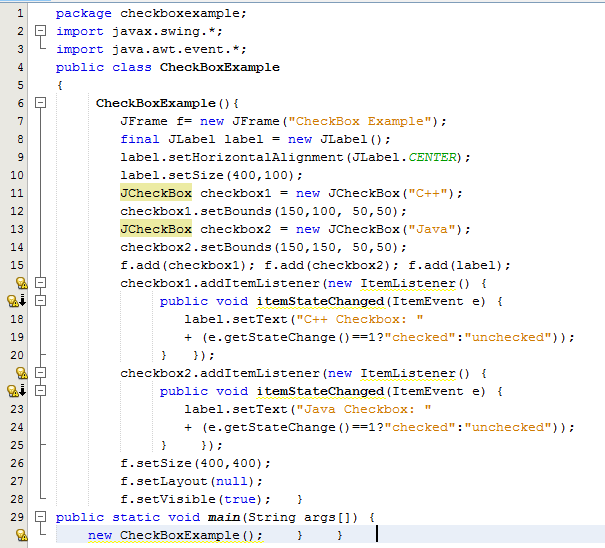 1 package checkboxexample;
2 import javax.swing.*;
3 import java.awt.event.*;
4 public class CheckBoxExample
5 {
6 CheckBoxExample(){
7 JFrame f= new JFrame("CheckBox Example");
8 final JLabel label = new JLabel();
9 label.setHorizontalAlignment(JLabel.CENTER);
10 label.setSize(400,100);
11 JCheckBox checkbox1 = new JCheckBox("C++");
12 checkbox1.setBounds(150,100, 50,50);
13 JCheckBox checkbox2 = new JCheckBox("Java");
14 checkbox2.setBounds(150,150, 50,50);
15 f.add(checkbox1); f.add(checkbox2); f.add(label);
checkbox1.addItemListener(new ItemListener() {
public void itemStateChanged(ItemEvent e) {
18 label.setText("C++ Checkbox: "
19 + (e.getStateChange()==1?"checked":"unchecked"));
20 } });
checkbox2.addItemListener(new ItemListener() {
public void itemStateChanged(ItemEvent e) {
23 label.setText("Java Checkbox: "
24 + (e.getStateChange()==1?"checked":"unchecked"));
25 } });
26 f.setSize(400,400);
27 f.setLayout(null);
28 f.setVisible(true); }
29 public static void main(String args[]) {
new CheckBoxExample(); } }